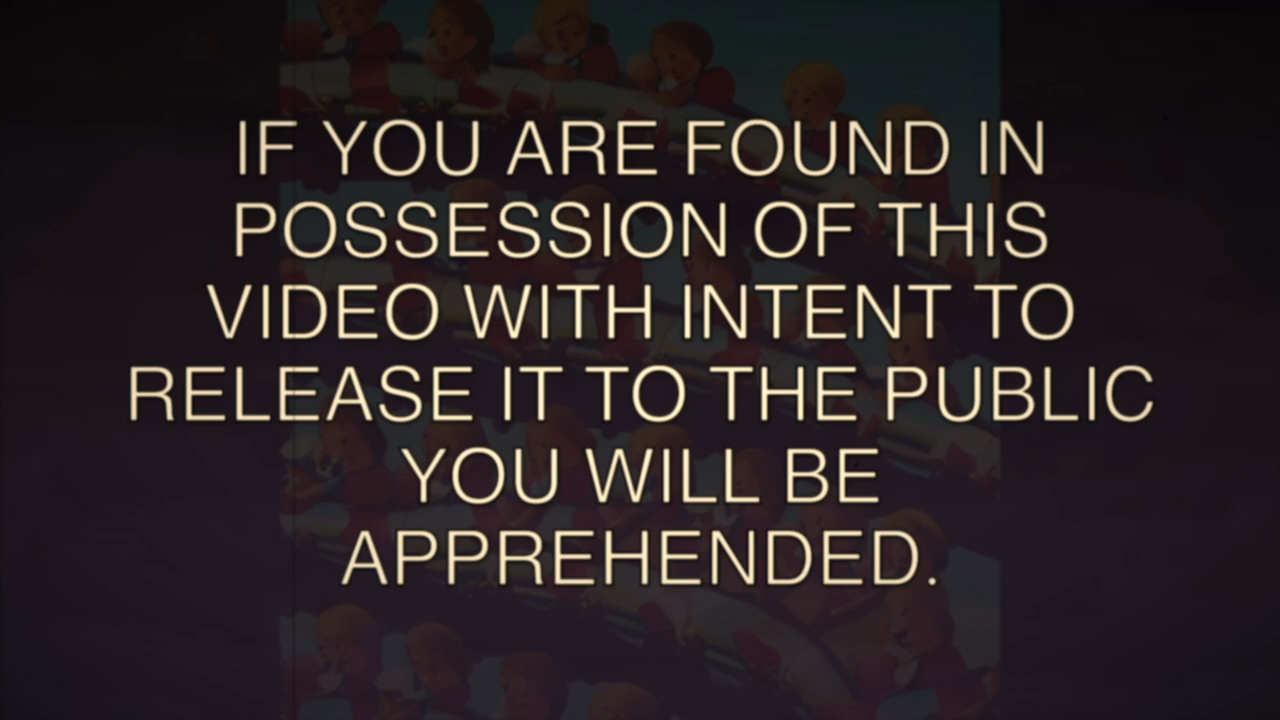 IF YOU ARE FOUND IN
POSSESSION OF THIS
VIDEO WITH INTENT TO
RELEASE IT TO THE PUBLIC
YOU WILL BE
APPREHENDED.